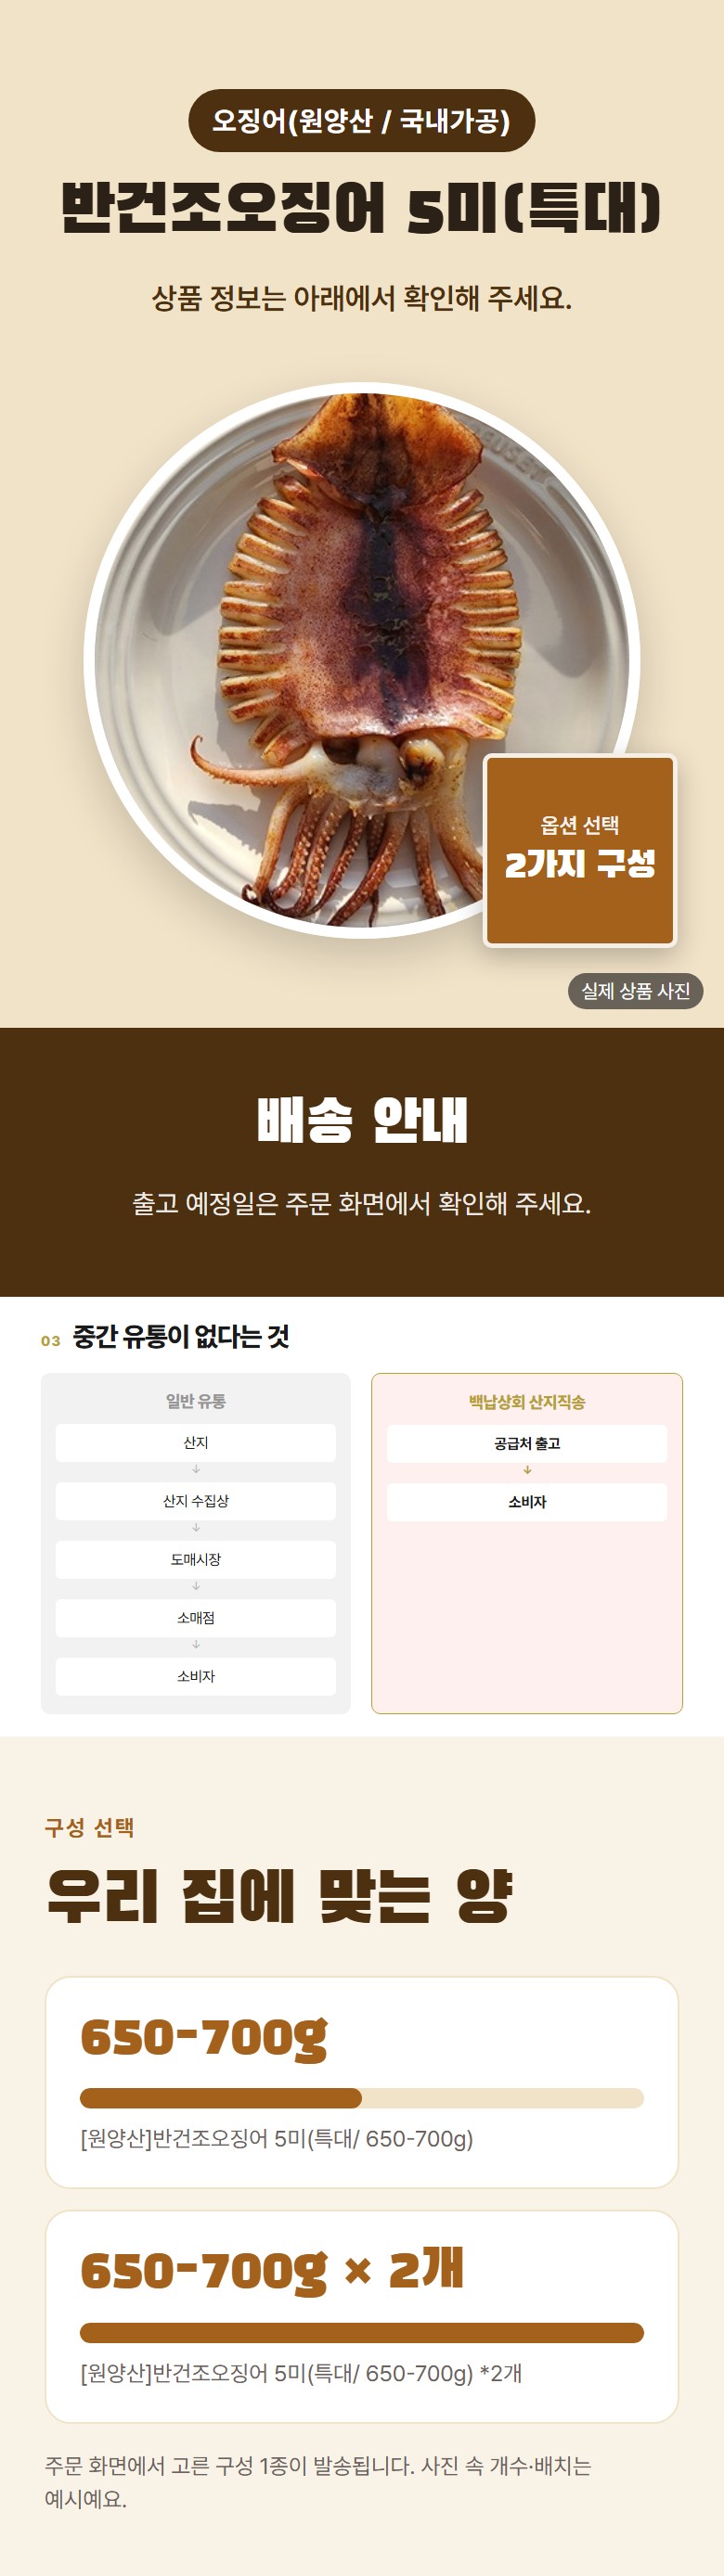 오징어(원양산 / 국내가공)
반건조오징어 5미(특대)
상품 정보는 아래에서 확인해 주세요.
옵션 선택
2가지 구성
실제 상품 사진
배송 안내
출고 예정일은 주문 화면에서 확인해 주세요.
03 중간 유통이 없다는 것
일반 유통
산지
↓
산지 수집상
↓
도매시장
↓
소매점
↓
소비자
백납상회 산지직송
공급처 출고
↓
소비자
구성 선택
우리 집에 맞는 양
650-700g
[원양산]반건조오징어 5미(특대/ 650-700g)
650-700g × 2개
[원양산]반건조오징어 5미(특대/ 650-700g) *2개
주문 화면에서 고른 구성 1종이 발송됩니다. 사진 속 개수·배치는
예시예요.